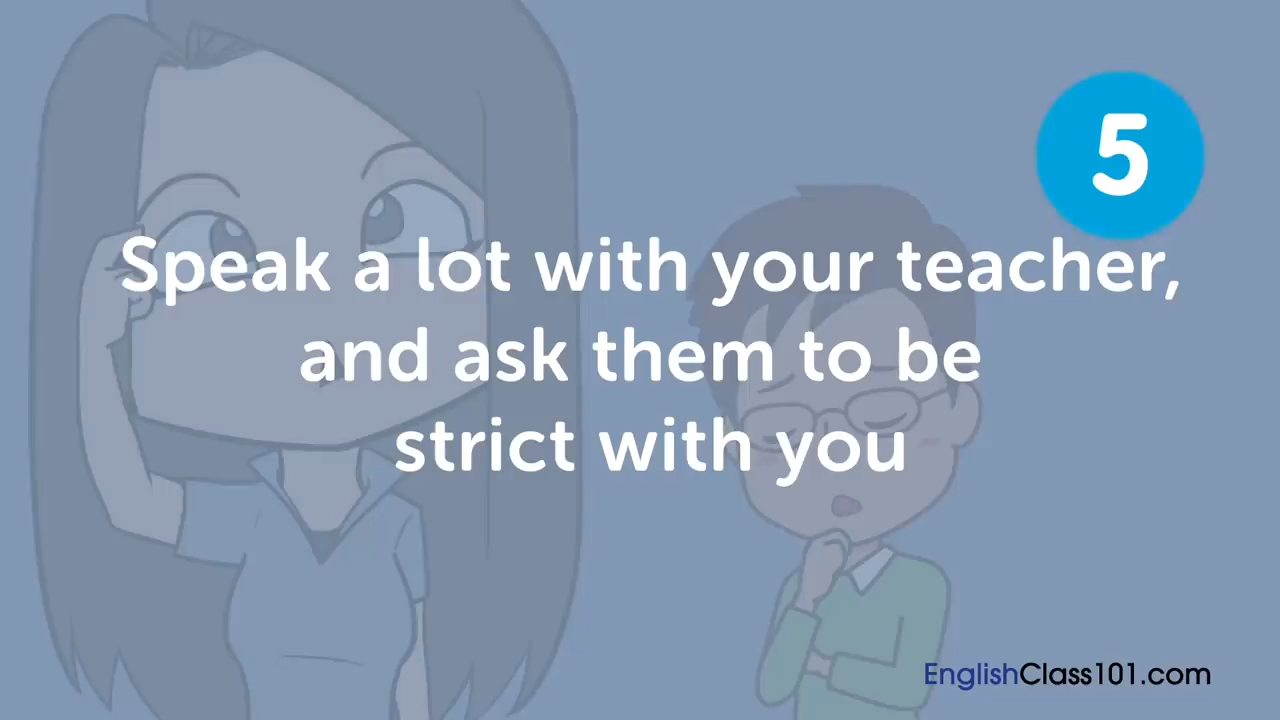 5
Speak a lot with your teacher,
and ask them to be
strict with you
EnglishClass101.com